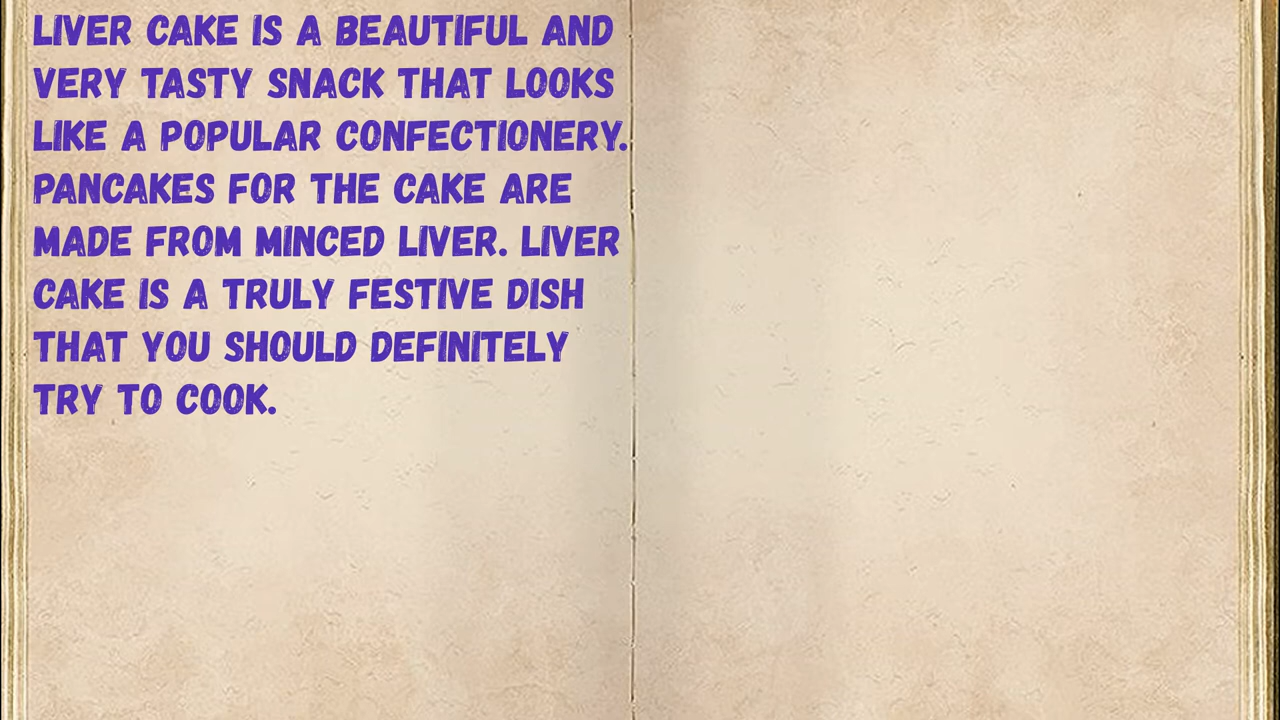 LIVER CAKE IS A BEAUTIFUL AND
VERY TASTY SNACK THAT LOOKS
LIKE A POPULAR CONFECTIONERY.
PANCAKES FOR THE CAKE ARE
MADE FROM MINCED LIVER. LIVER
CAKE IS A TRULY FESTIVE DISH
THAT YOU SHOULD DEFINITELY
TRY TO COOK.